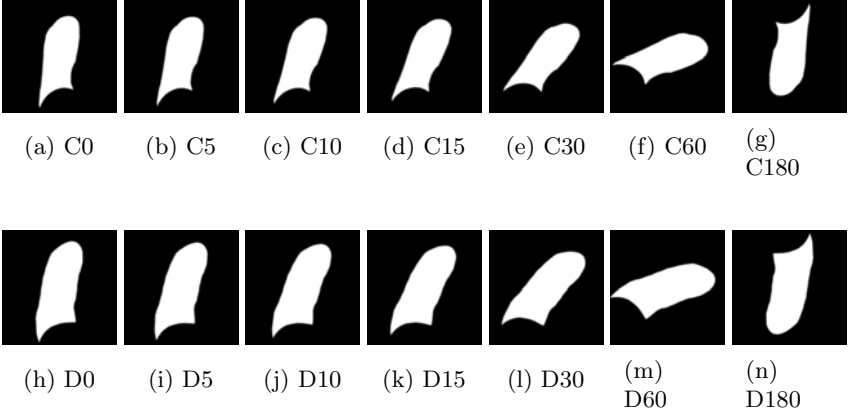 (a) C0 (b) C5 (c) C10 (d) C15 (e) C30 (f) C60 (g) C180
(h) D0 (i) D5 (j) D10 (k) D15 (l) D30 (m) D60 (n) D180